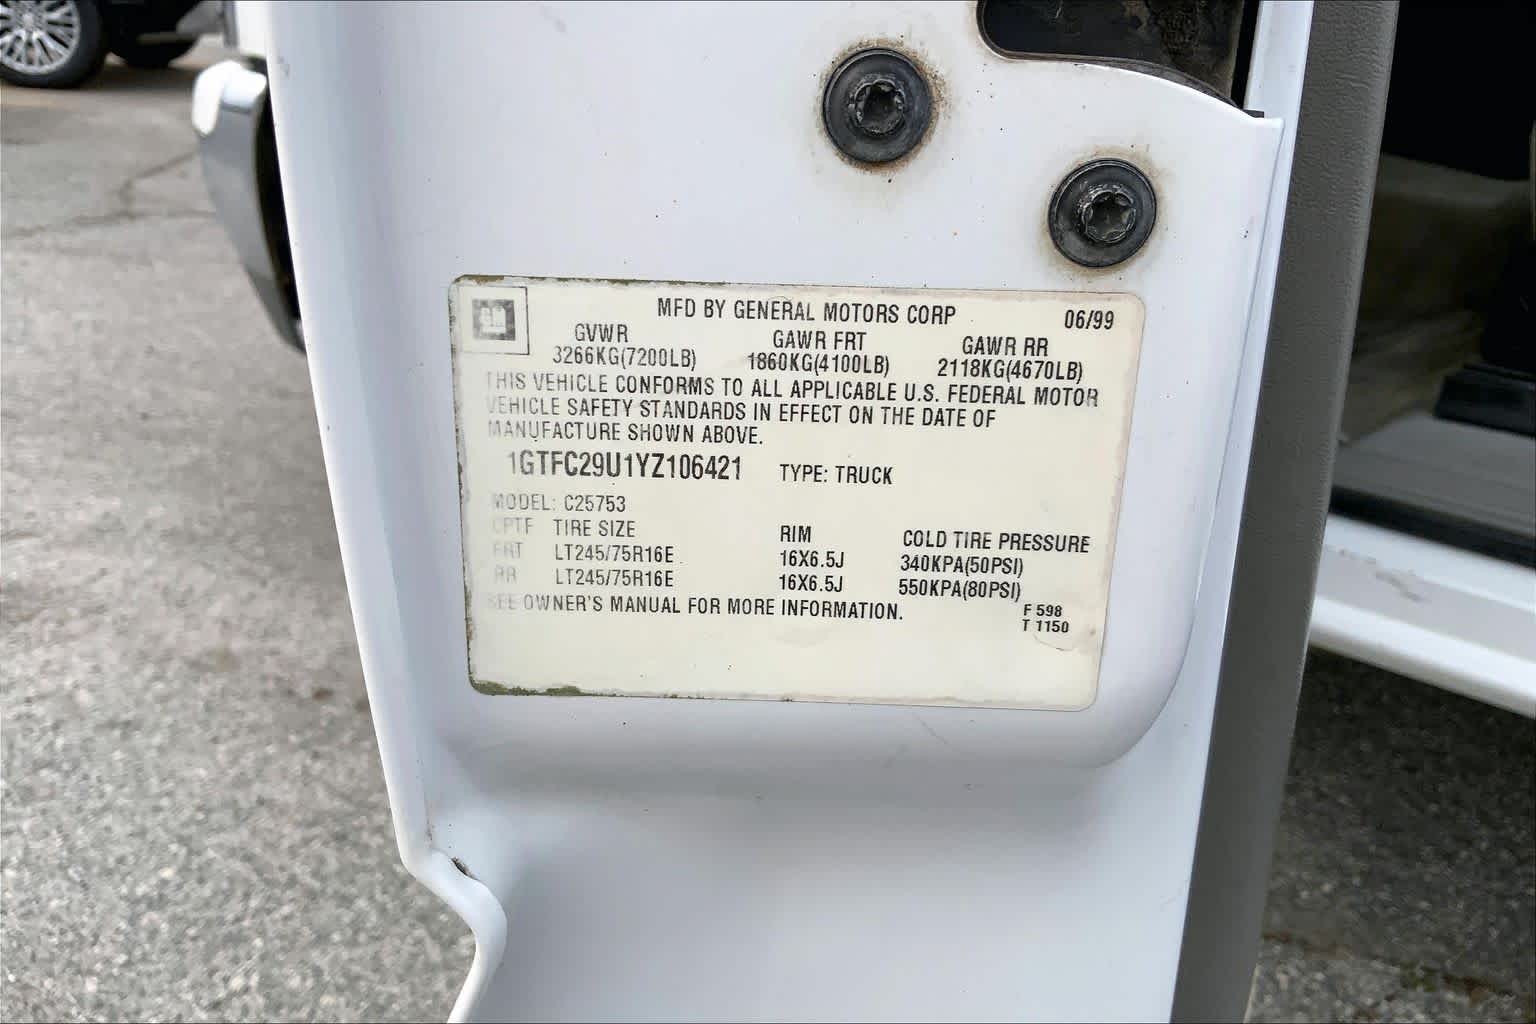 GM
MFD BY GENERAL MOTORS CORP 06/99
GVWR GAWR FRT GAWR RR
3266KG(7200LB) 1860KG(4100LB) 2118KG(4670LB)
THIS VEHICLE CONFORMS TO ALL APPLICABLE U.S. FEDERAL MOTOR
VEHICLE SAFETY STANDARDS IN EFFECT ON THE DATE OF
MANUFACTURE SHOWN ABOVE.
1GTFC29U1YZ106421 TYPE: TRUCK
MODEL: C25753
TIRE SIZE RIM COLD TIRE PRESSURE
FRT LT245/75R16E 16X6.5J 340KPA(50PSI)
RR LT245/75R16E 16X6.5J 550KPA(80PSI)
SEE OWNER'S MANUAL FOR MORE INFORMATION.
F 598
T 1150